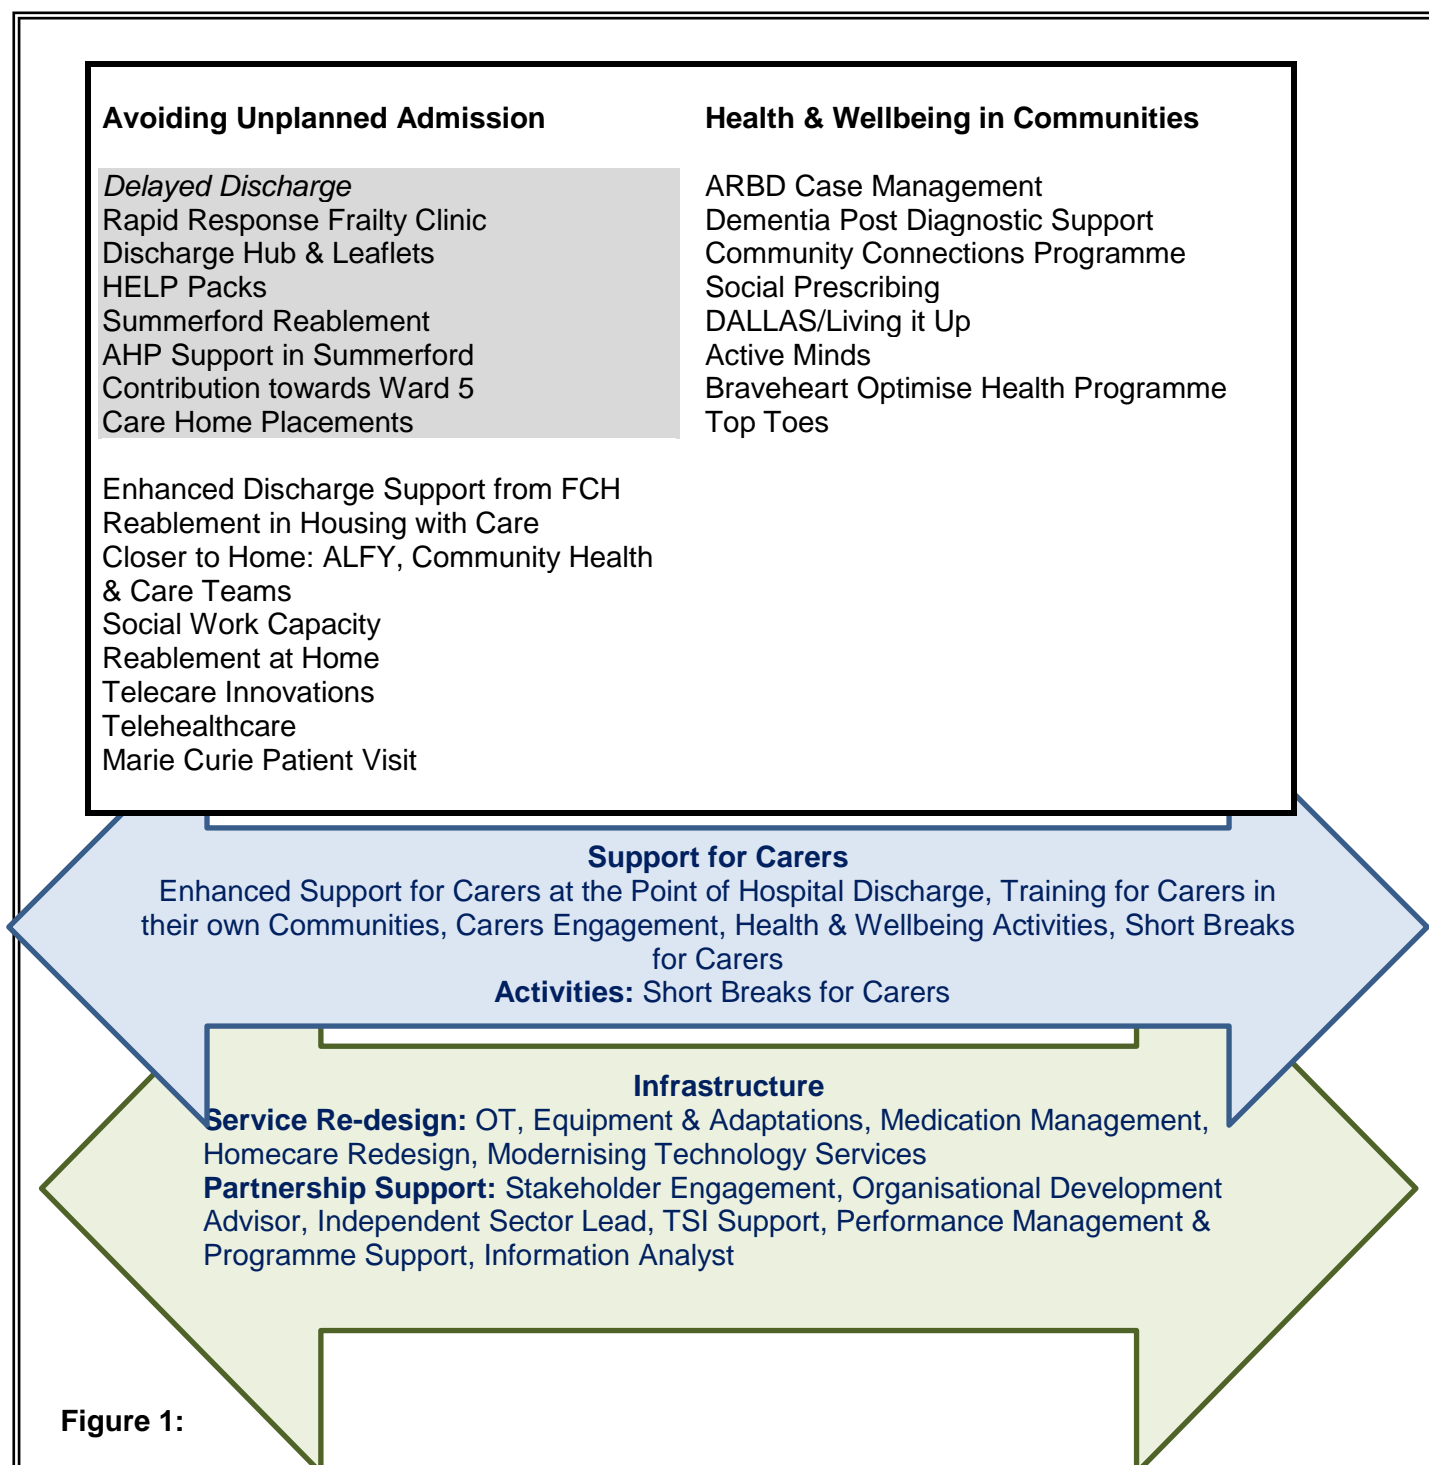 Avoiding Unplanned Admission
Delayed Discharge
Rapid Response Frailty Clinic
Discharge Hub & Leaflets
HELP Packs
Summerford Reablement
AHP Support in Summerford
Contribution towards Ward 5
Care Home Placements
Enhanced Discharge Support from FCH
Reablement in Housing with Care
Closer to Home: ALFY, Community Health
& Care Teams
Social Work Capacity
Reablement at Home
Telecare Innovations
Telehealthcare
Marie Curie Patient Visit
Health & Wellbeing in Communities
ARBD Case Management
Dementia Post Diagnostic Support
Community Connections Programme
Social Prescribing
DALLAS/Living it Up
Active Minds
Braveheart Optimise Health Programme
Top Toes
Support for Carers
Enhanced Support for Carers at the Point of Hospital Discharge, Training for Carers in
their own Communities, Carers Engagement, Health & Wellbeing Activities, Short Breaks
for Carers
Activities: Short Breaks for Carers
Infrastructure
Service Re-design: OT, Equipment & Adaptations, Medication Management,
Homecare Redesign, Modernising Technology Services
Partnership Support: Stakeholder Engagement, Organisational Development
Advisor, Independent Sector Lead, TSI Support, Performance Management &
Programme Support, Information Analyst
Figure 1: